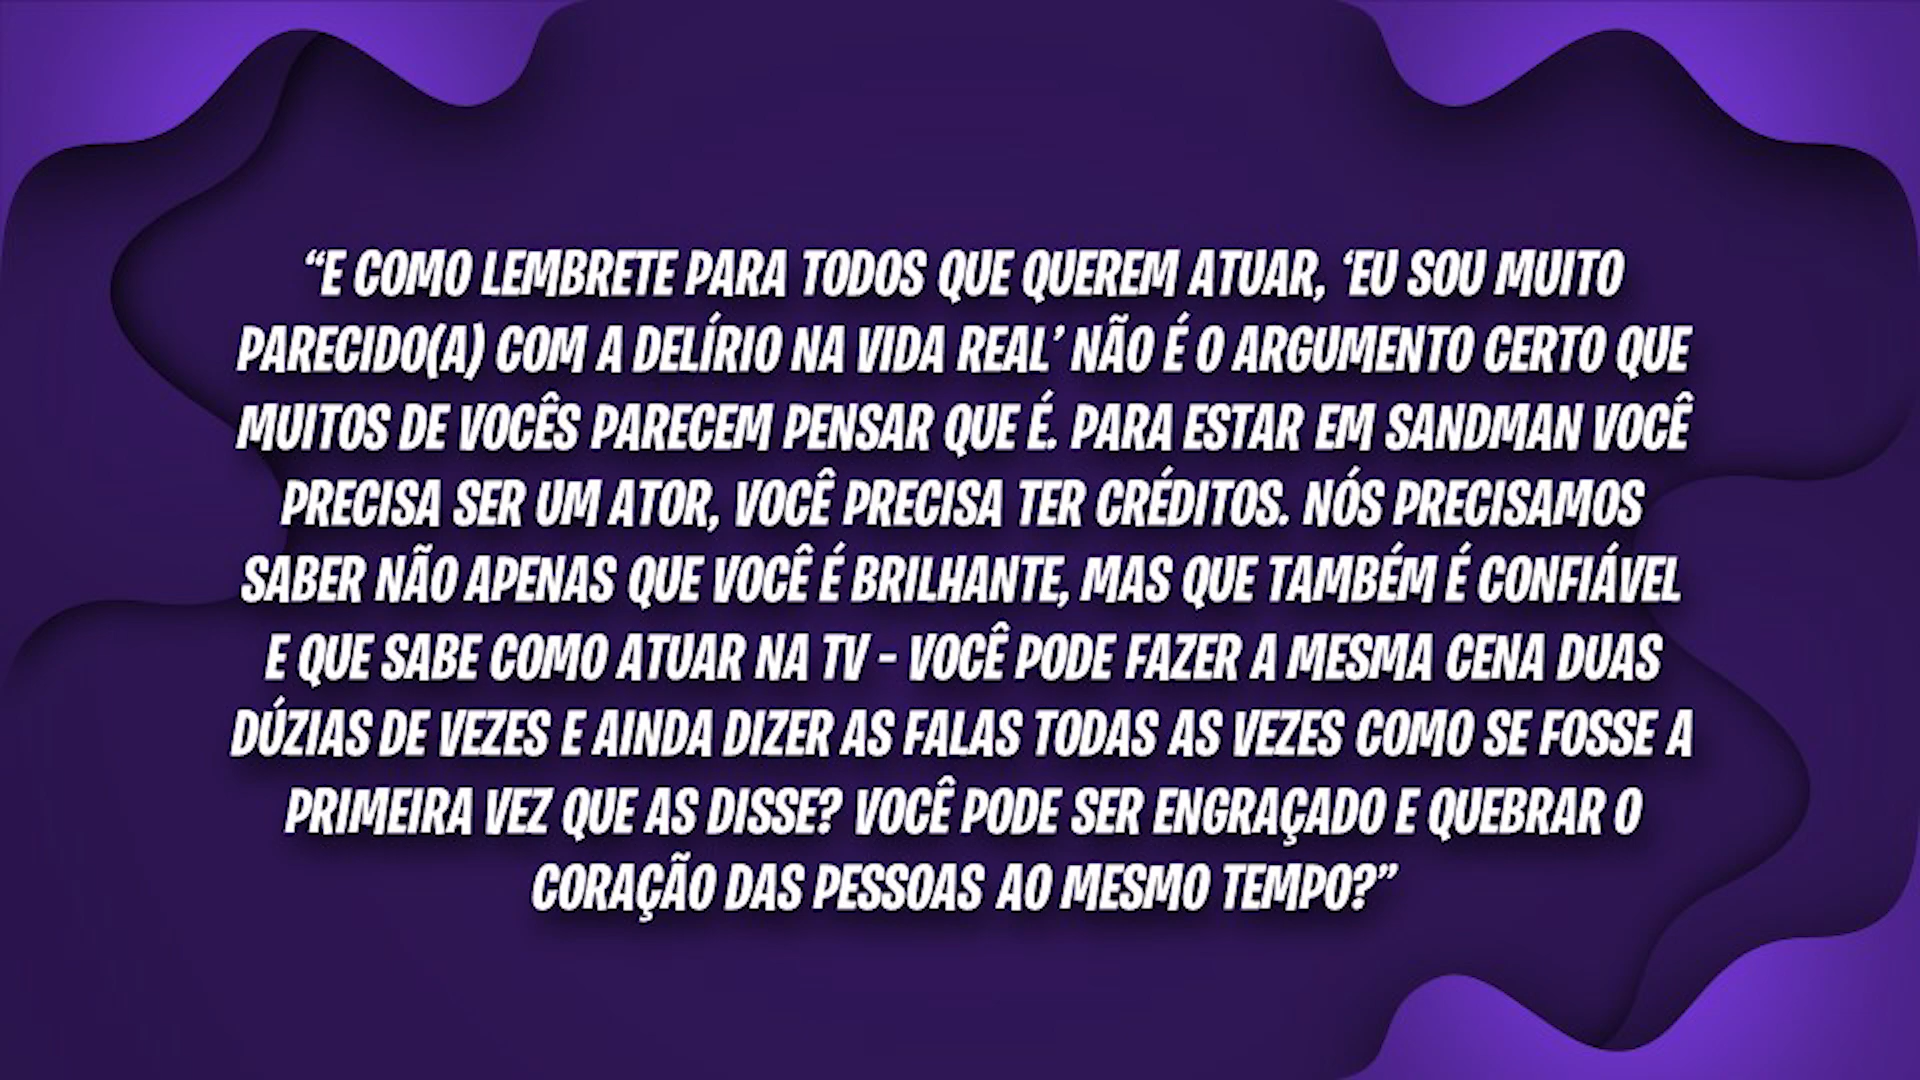 “E COMO LEMBRETE PARA TODOS QUE QUEREM ATUAR, ‘EU SOU MUITO
PARECIDO(A) COM A DELÍRIO NA VIDA REAL’ NÃO É O ARGUMENTO CERTO QUE
MUITOS DE VOCÊS PARECEM PENSAR QUE É. PARA ESTAR EM SANDMAN VOCÊ
PRECISA SER UM ATOR, VOCÊ PRECISA TER CRÉDITOS. NÓS PRECISAMOS
SABER NÃO APENAS QUE VOCÊ É BRILHANTE, MAS QUE TAMBÉM É CONFIÁVEL
E QUE SABE COMO ATUAR NA TV - VOCÊ PODE FAZER A MESMA CENA DUAS
DÚZIAS DE VEZES E AINDA DIZER AS FALAS TODAS AS VEZES COMO SE FOSSE A
PRIMEIRA VEZ QUE AS DISSE? VOCÊ PODE SER ENGRAÇADO E QUEBRAR O
CORAÇÃO DAS PESSOAS AO MESMO TEMPO?”